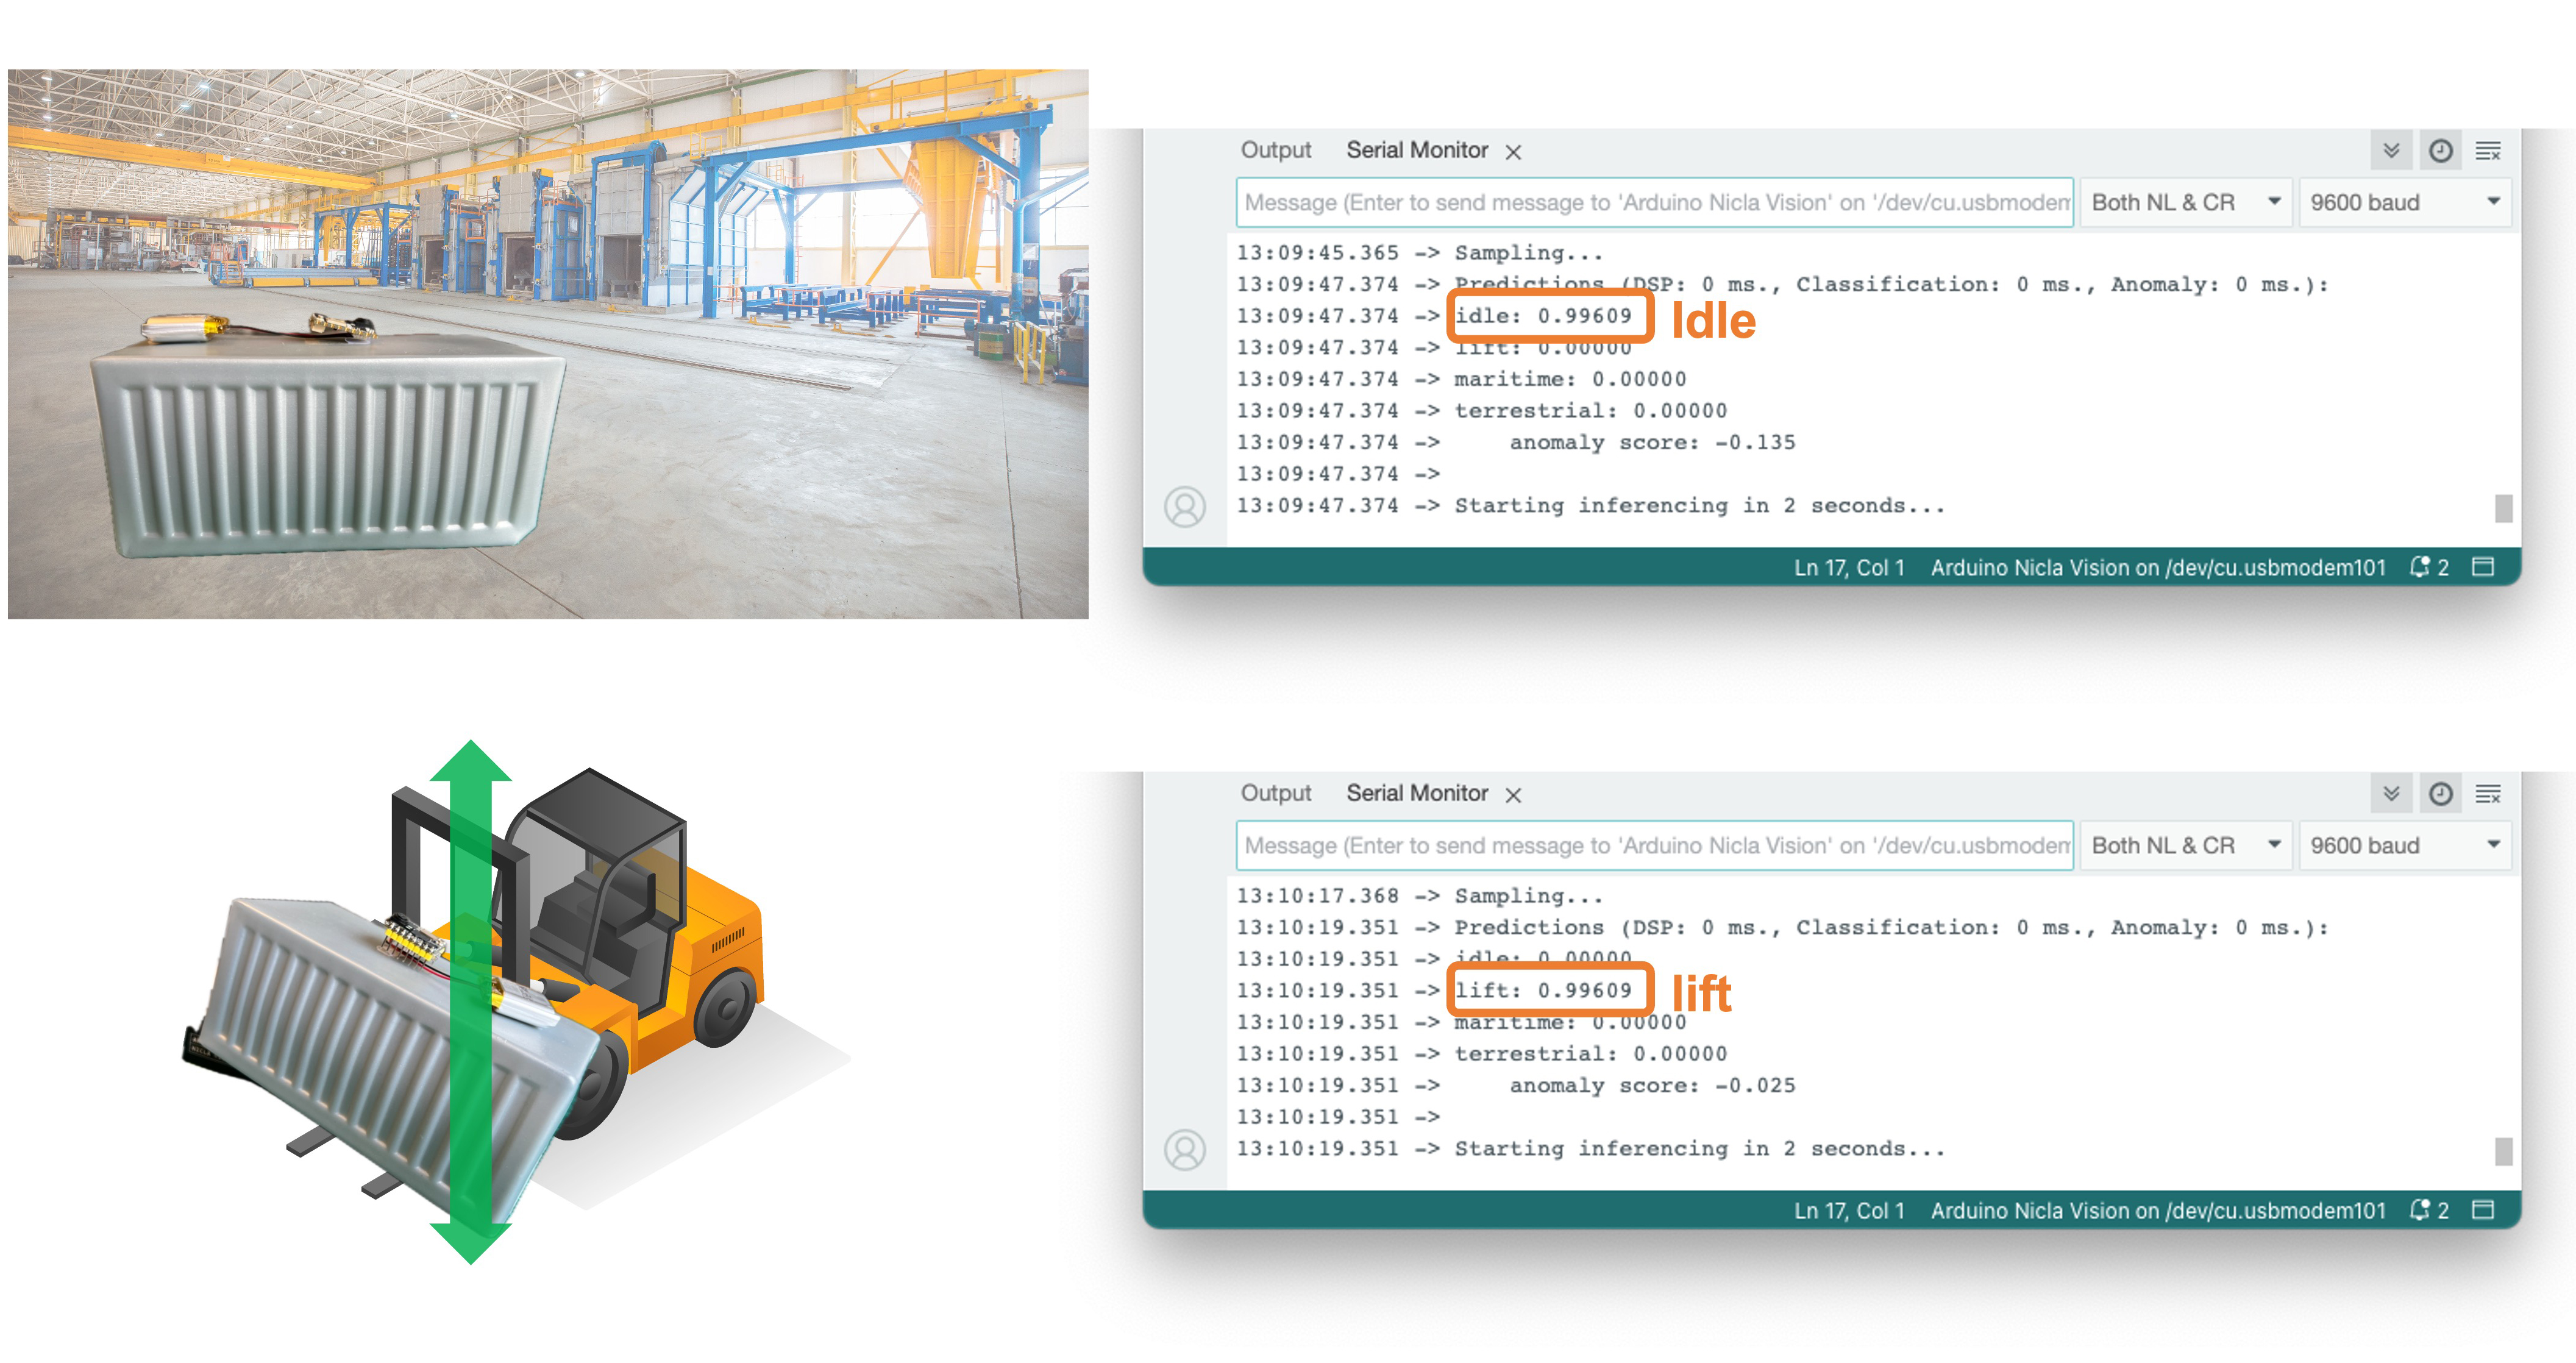 Output Serial Monitor
Message (Enter to send message to 'Arduino Nicla Vision' on '/dev/cu.usbmodem Both NL & CR 9600 baud
13:09:45.365 -> Sampling...
13:09:47.374 -> Predictions (DSP: 0 ms., Classification: 0 ms., Anomaly: 0 ms.):
13:09:47.374 -> idle: 0.99609 Idle
13:09:47.374 -> lift: 0.00000
13:09:47.374 -> maritime: 0.00000
13:09:47.374 -> terrestrial: 0.00000
13:09:47.374 -> anomaly score: -0.135
13:09:47.374 ->
13:09:47.374 -> Starting inferencing in 2 seconds...
Ln 17, Col 1 Arduino Nicla Vision on /dev/cu.usbmodem101 2
Output Serial Monitor
Message (Enter to send message to 'Arduino Nicla Vision' on '/dev/cu.usbmodem Both NL & CR 9600 baud
13:10:17.368 -> Sampling...
13:10:19.351 -> Predictions (DSP: 0 ms., Classification: 0 ms., Anomaly: 0 ms.):
13:10:19.351 -> idle: 0.00000
13:10:19.351 -> lift: 0.99609 lift
13:10:19.351 -> maritime: 0.00000
13:10:19.351 -> terrestrial: 0.00000
13:10:19.351 -> anomaly score: -0.025
13:10:19.351 ->
13:10:19.351 -> Starting inferencing in 2 seconds...
Ln 17, Col 1 Arduino Nicla Vision on /dev/cu.usbmodem101 2